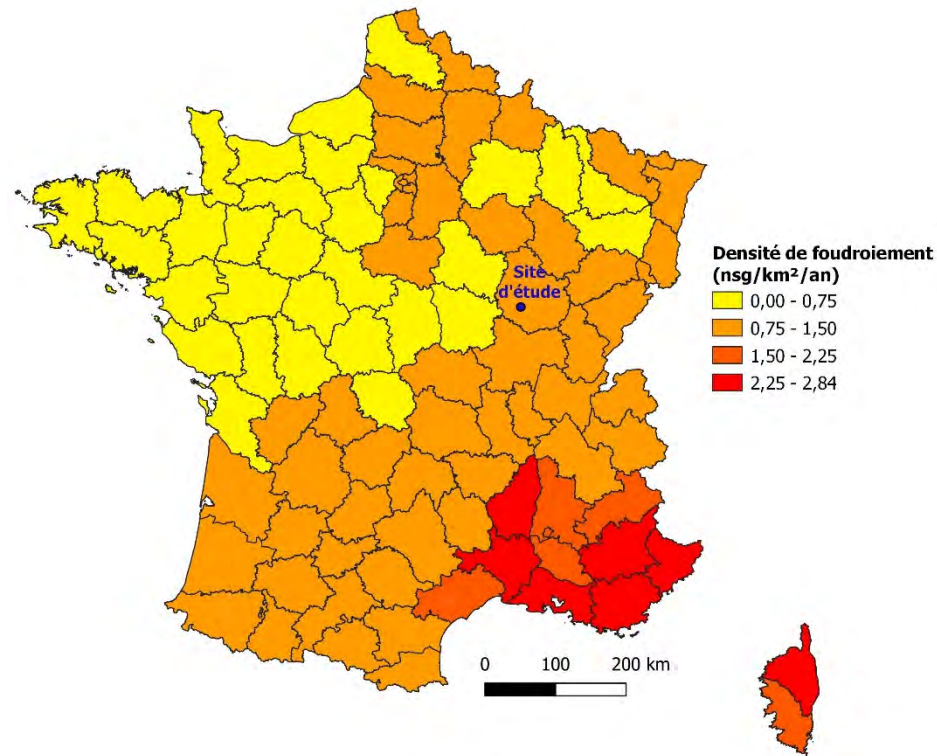 Site
d'étude
Densité de foudroiement
(nsg/km²/an)
0,00 - 0,75
0,75 - 1,50
1,50 - 2,25
2,25 - 2,84
0 100 200 km